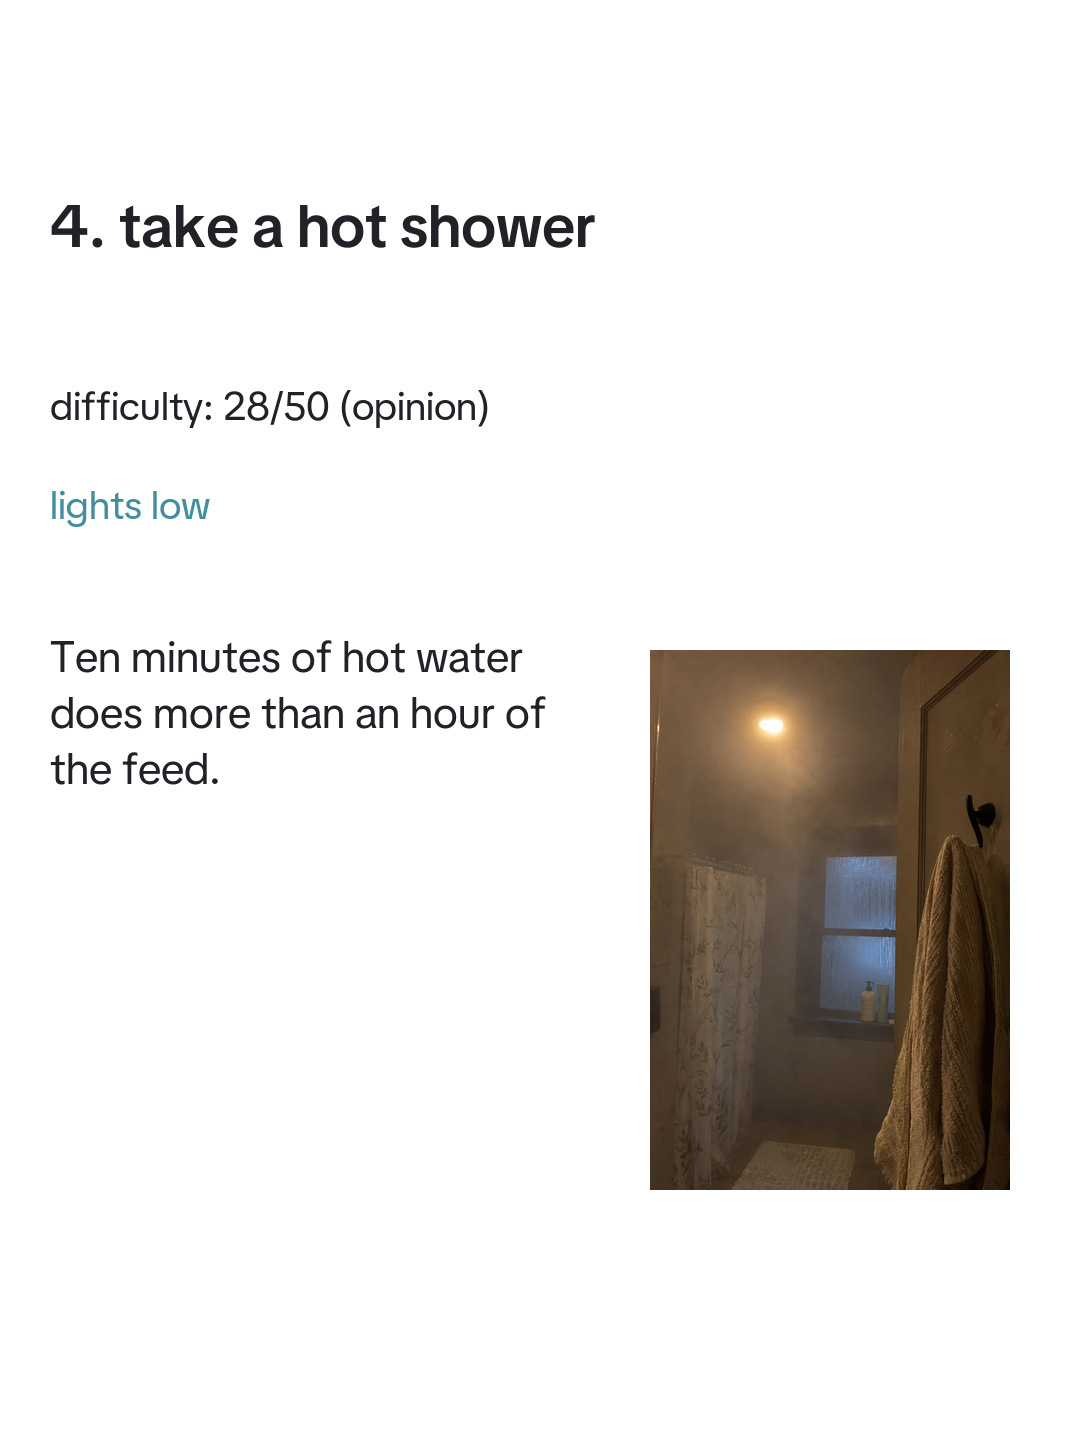 4. take a hot shower
difficulty: 28/50 (opinion)
lights low
Ten minutes of hot water
does more than an hour of
the feed.